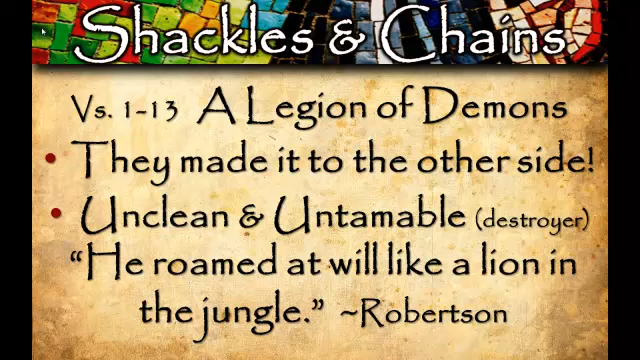 Shackles & Chains
Vs. 1-13 A Legion of Demons
• They made it to the other side!
• Unclean & Untamable (destroyer)
“He roamed at will like a lion in
the jungle.” ~Robertson